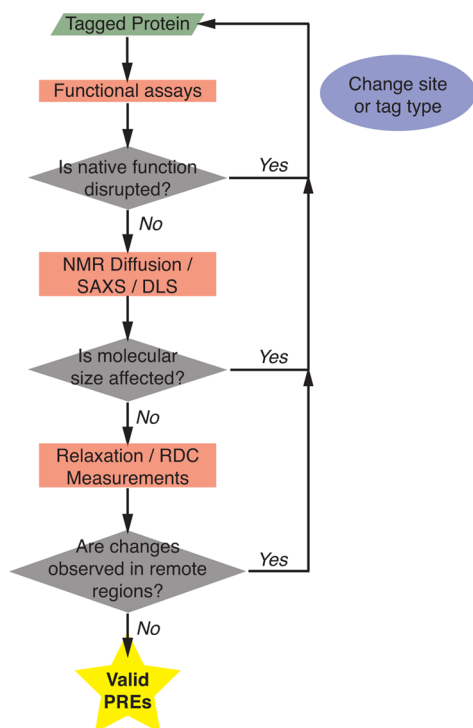 Tagged Protein
Functional assays
Change site
or tag type
Is native function
disrupted?
Yes
No
NMR Diffusion /
SAXS / DLS
Is molecular
size affected?
Yes
No
Relaxation / RDC
Measurements
Are changes
observed in remote
regions?
Yes
No
Valid
PREs